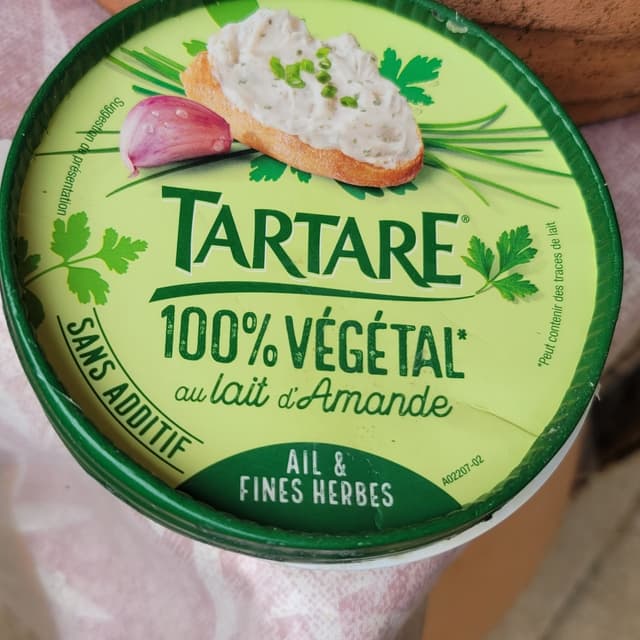 Suggestion de présentation
TARTARE®
100% VÉGÉTAL*
au lait d'Amande
*Peut contenir des traces de lait
SANS ADDITIF
AIL &
FINES HERBES
A02207-02